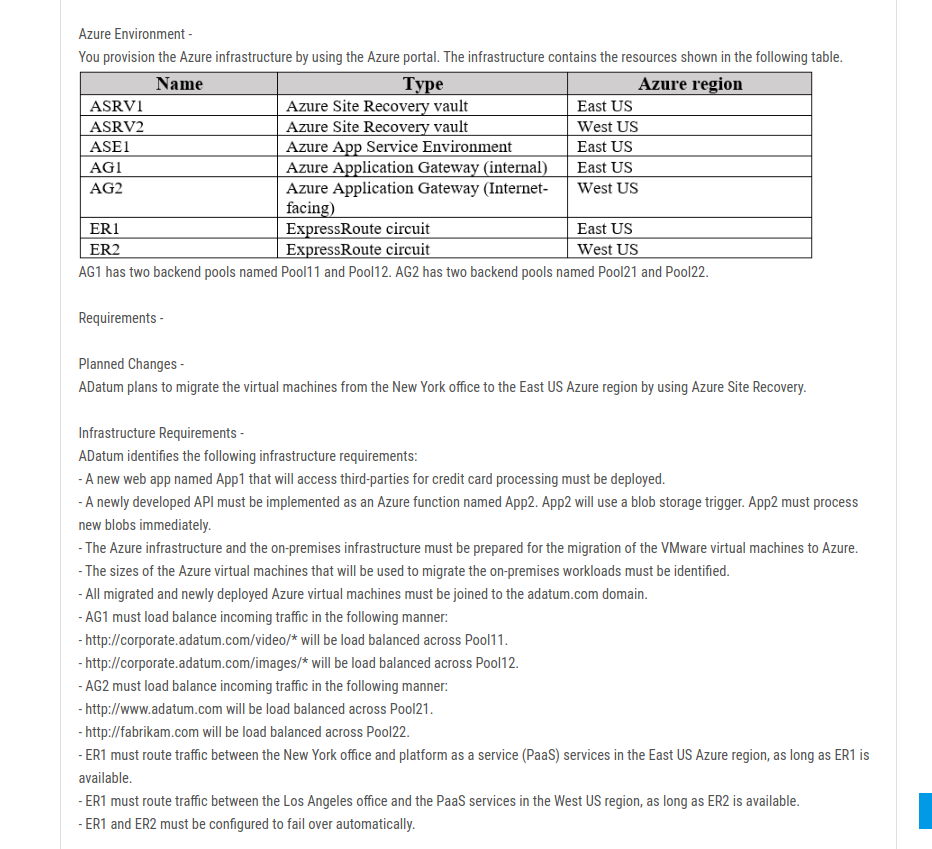 Azure Environment -
You provision the Azure infrastructure by using the Azure portal. The infrastructure contains the resources shown in the following table.
Name Type Azure region
ASRV1 Azure Site Recovery vault East US
ASRV2 Azure Site Recovery vault West US
ASE1 Azure App Service Environment East US
AG1 Azure Application Gateway (internal) East US
AG2 Azure Application Gateway (Internet- West US
facing)
ER1 ExpressRoute circuit East US
ER2 ExpressRoute circuit West US
AG1 has two backend pools named Pool11 and Pool12. AG2 has two backend pools named Pool21 and Pool22.
Requirements -
Planned Changes -
ADatum plans to migrate the virtual machines from the New York office to the East US Azure region by using Azure Site Recovery.
Infrastructure Requirements -
ADatum identifies the following infrastructure requirements:
- A new web app named App1 that will access third-parties for credit card processing must be deployed.
- A newly developed API must be implemented as an Azure function named App2. App2 will use a blob storage trigger. App2 must process
new blobs immediately.
- The Azure infrastructure and the on-premises infrastructure must be prepared for the migration of the VMware virtual machines to Azure.
- The sizes of the Azure virtual machines that will be used to migrate the on-premises workloads must be identified.
- All migrated and newly deployed Azure virtual machines must be joined to the adatum.com domain.
- AG1 must load balance incoming traffic in the following manner:
- http://corporate.adatum.com/video/* will be load balanced across Pool11.
- http://corporate.adatum.com/images/* will be load balanced across Pool12.
- AG2 must load balance incoming traffic in the following manner:
- http://www.adatum.com will be load balanced across Pool21.
- http://fabrikam.com will be load balanced across Pool22.
- ER1 must route traffic between the New York office and platform as a service (PaaS) services in the East US Azure region, as long as ER1 is
available.
- ER1 must route traffic between the Los Angeles office and the PaaS services in the West US region, as long as ER2 is available.
- ER1 and ER2 must be configured to fail over automatically.